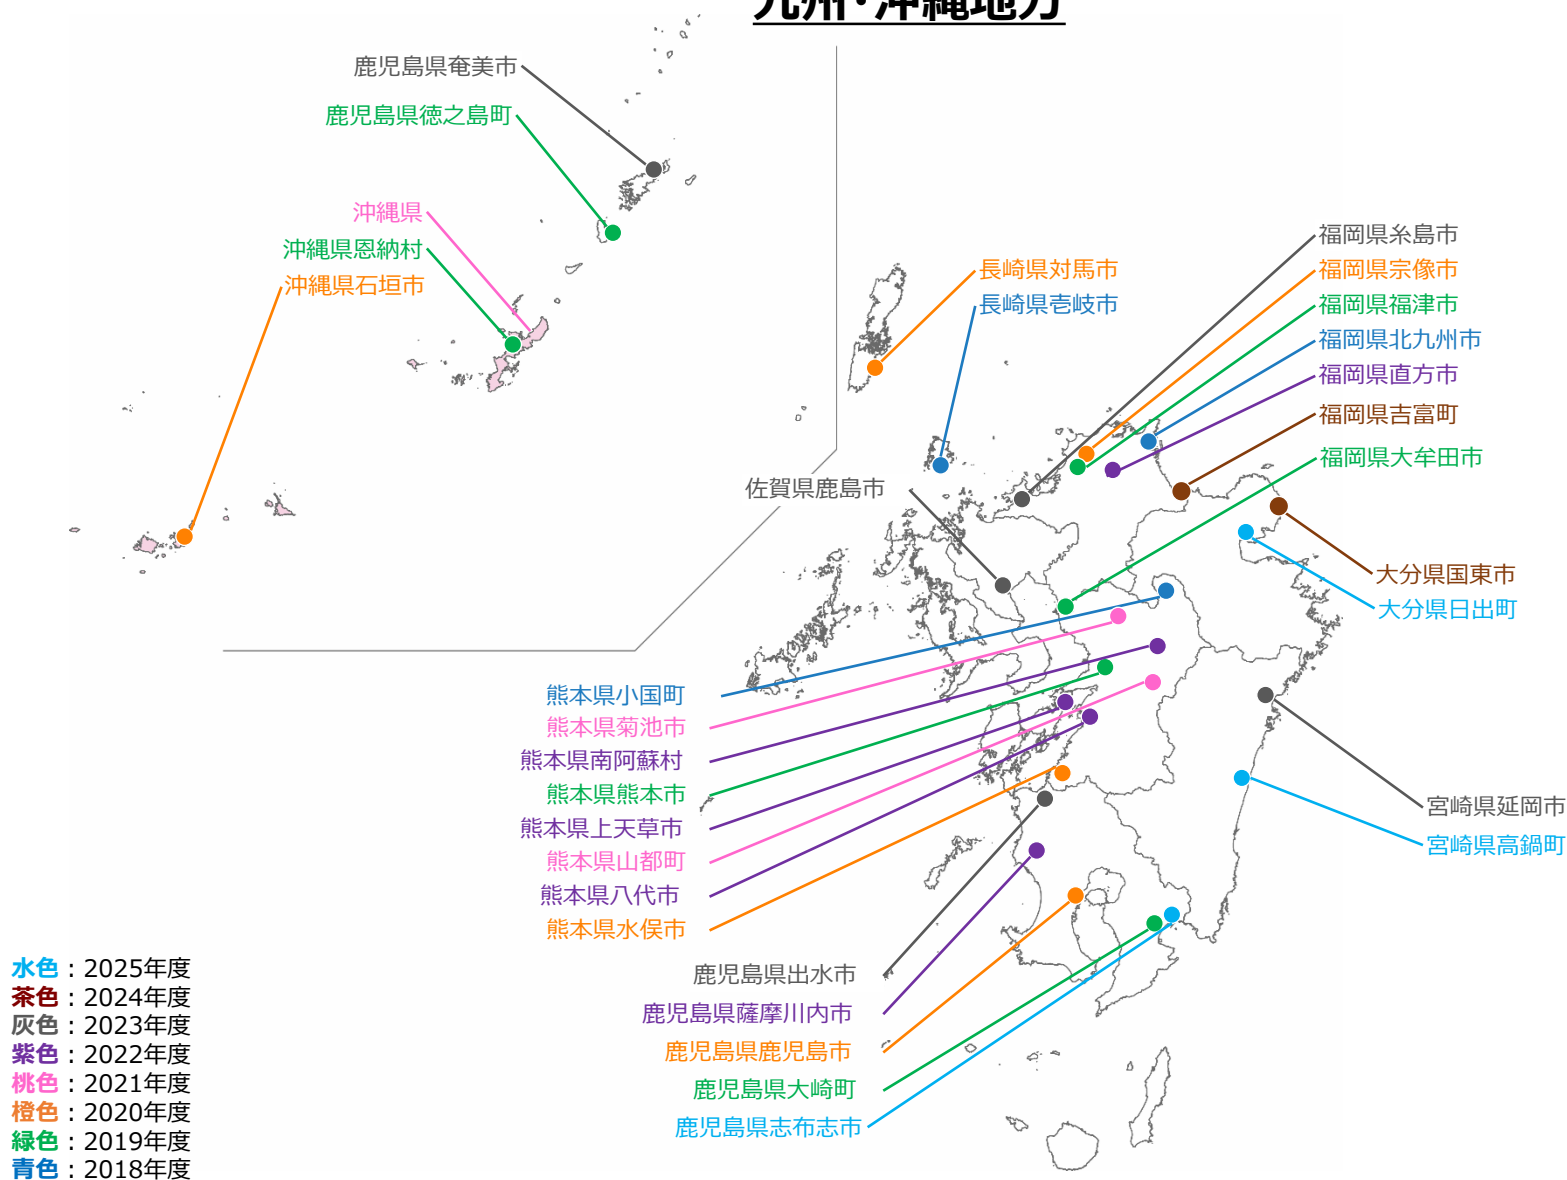 九州・沖縄地方
鹿児島県奄美市
鹿児島県徳之島町
沖縄県
沖縄県恩納村
沖縄県石垣市
長崎県対馬市
長崎県壱岐市
福岡県糸島市
福岡県宗像市
福岡県福津市
福岡県北九州市
福岡県直方市
福岡県吉富町
福岡県大牟田市
佐賀県鹿島市
大分県国東市
大分県日出町
熊本県小国町
熊本県菊池市
熊本県南阿蘇村
熊本県熊本市
熊本県上天草市
熊本県山都町
熊本県八代市
熊本県水俣市
宮崎県延岡市
宮崎県高鍋町
鹿児島県出水市
鹿児島県薩摩川内市
鹿児島県鹿児島市
鹿児島県大崎町
鹿児島県志布志市
水色：2025年度
茶色：2024年度
灰色：2023年度
紫色：2022年度
桃色：2021年度
橙色：2020年度
緑色：2019年度
青色：2018年度